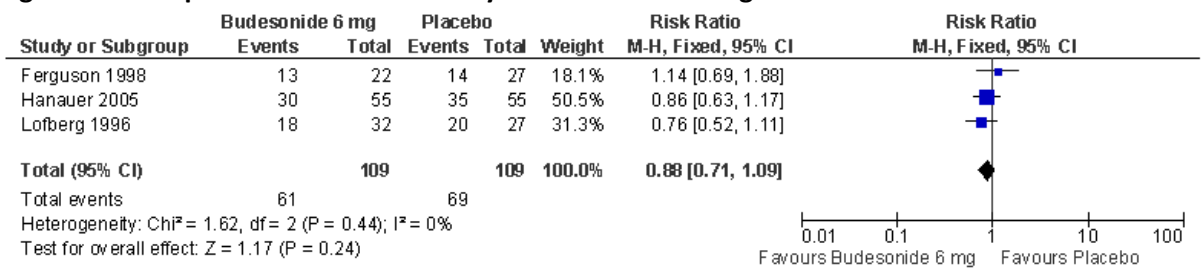 Budesonide 6 mg Placebo Risk Ratio Risk Ratio
Study or Subgroup Events Total Events Total Weight M-H, Fixed, 95% CI M-H, Fixed, 95% CI
Ferguson 1998 13 22 14 27 18.1% 1.14 [0.69, 1.88]
Hanauer 2005 30 55 35 55 50.5% 0.86 [0.63, 1.17]
Lofberg 1996 18 32 20 27 31.3% 0.76 [0.52, 1.11]
Total (95% CI) 109 109 100.0% 0.88 [0.71, 1.09]
Total events 61 69
Heterogeneity: Chi² = 1.62, df = 2 (P = 0.44); I² = 0%
Test for overall effect: Z = 1.17 (P = 0.24)
0.01 0.1 1 10 100
Favours Budesonide 6 mg Favours Placebo